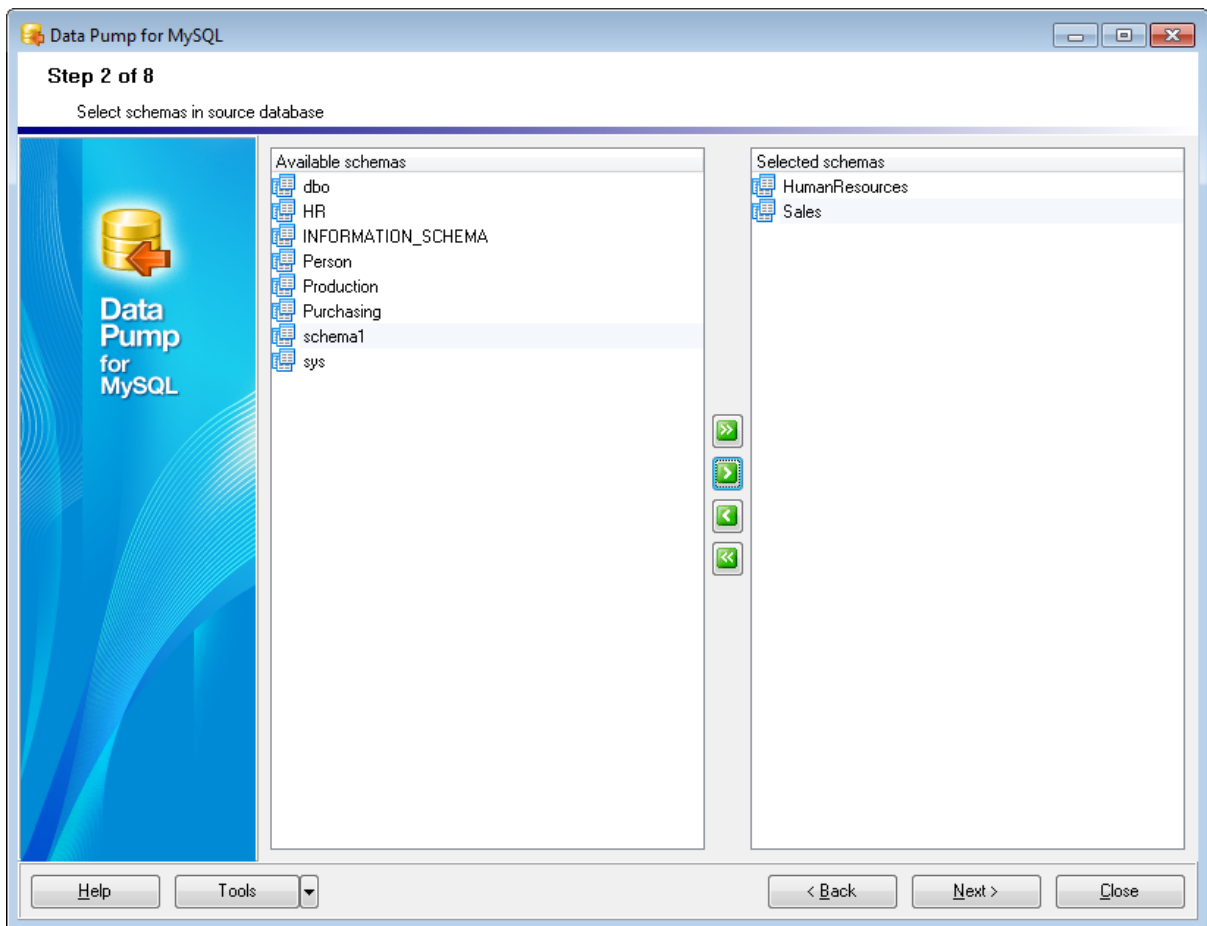 Data Pump for MySQL
Step 2 of 8
Select schemas in source database
Data
Pump
for
MySQL
Available schemas
dbo
HR
INFORMATION_SCHEMA
Person
Production
Purchasing
schema1
sys
Selected schemas
HumanResources
Sales
Help
Tools
< Back
Next >
Close